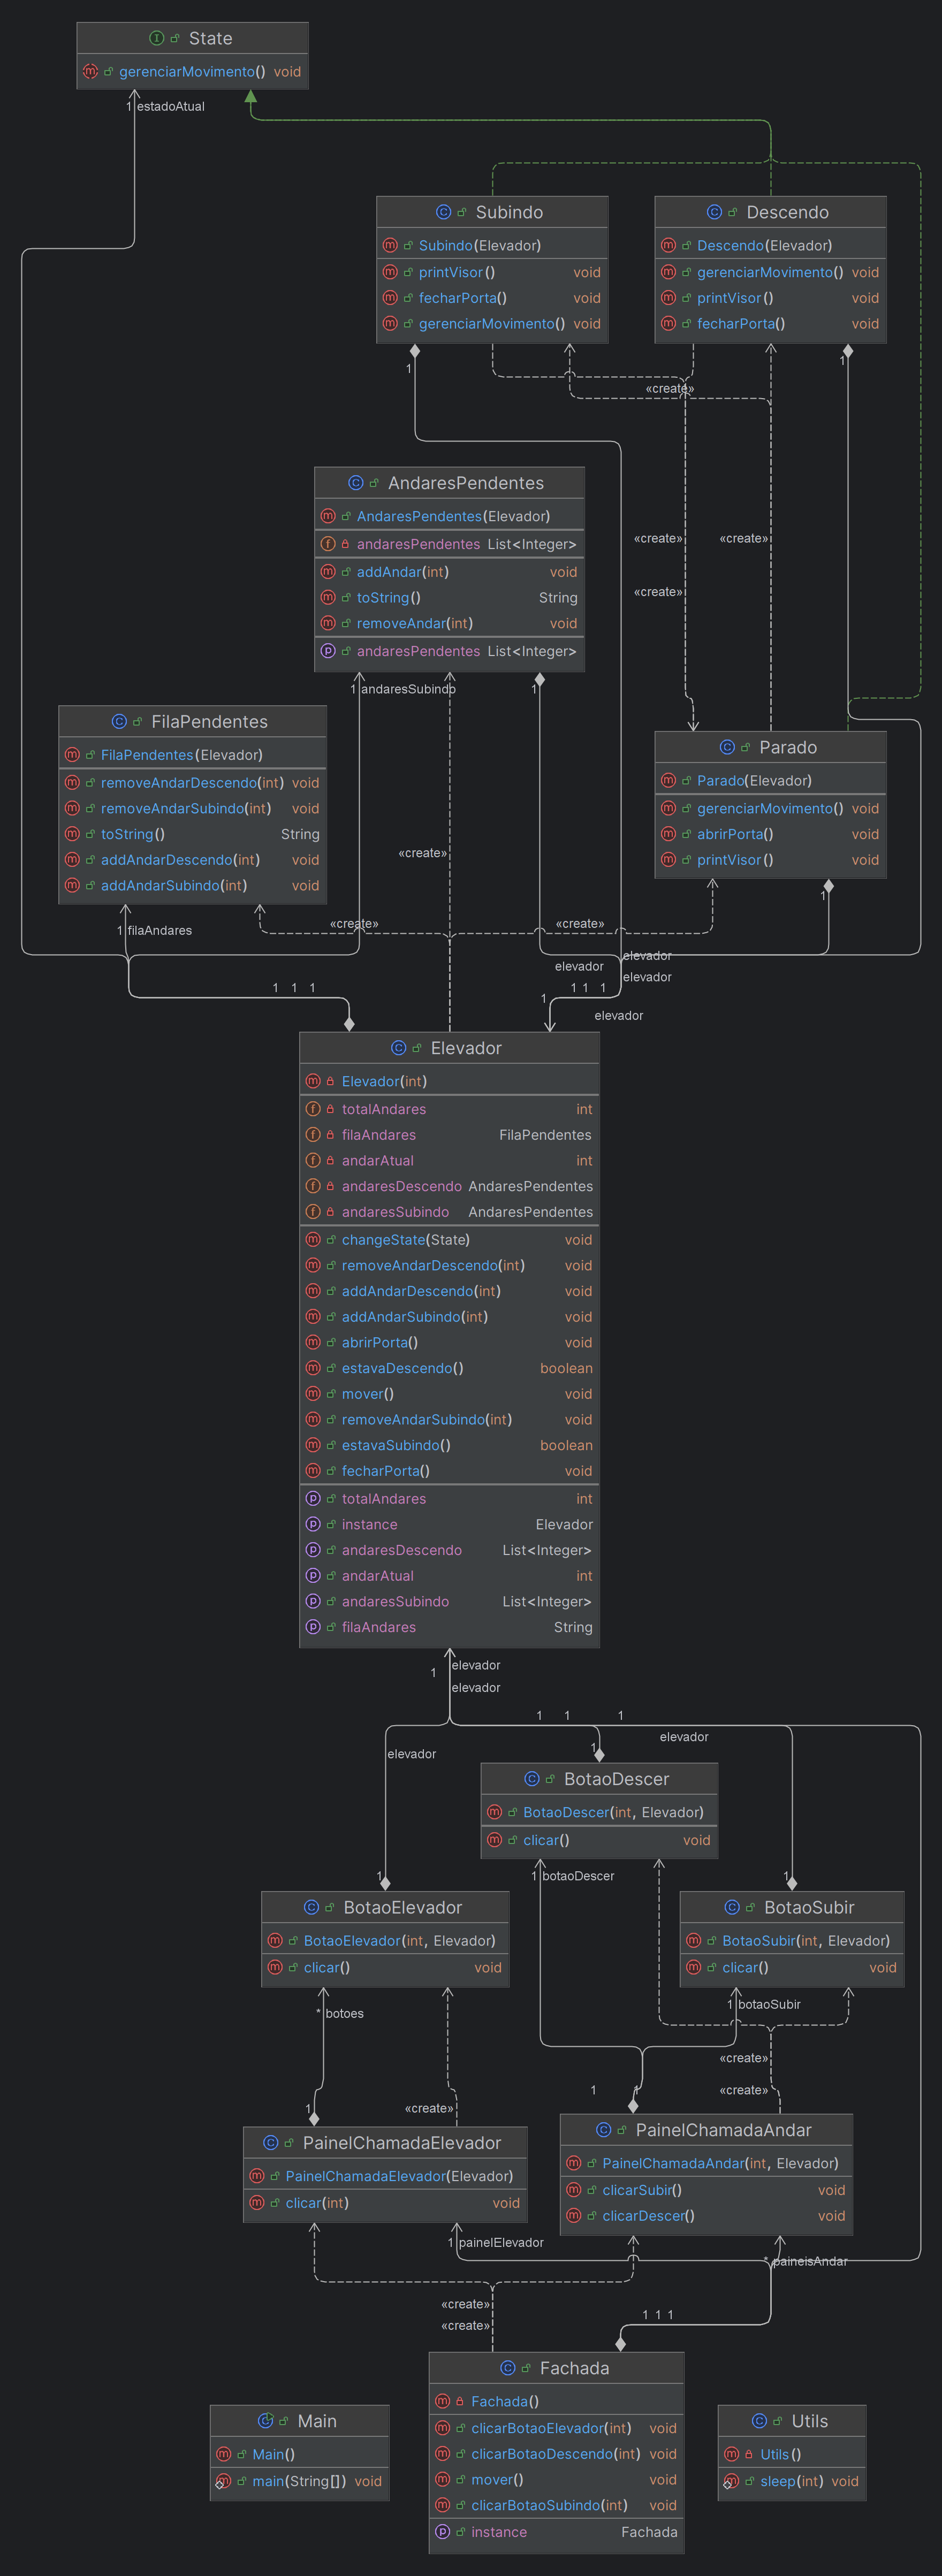 State
gerenciarMovimento() void
1 estadoAtual
Subindo
Subindo(Elevador)
printVisor() void
fecharPorta() void
gerenciarMovimento() void
Descendo
Descendo(Elevador)
gerenciarMovimento() void
printVisor() void
fecharPorta() void
1
1
«create»
AndaresPendentes
AndaresPendentes(Elevador)
andaresPendentes List<Integer>
addAndar(int) void
toString() String
removeAndar(int) void
andaresPendentes List<Integer>
«create»
«create»
«create»
1 andaresSubindo
1
FilaPendentes
FilaPendentes(Elevador)
removeAndarDescendo(int) void
removeAndarSubindo(int) void
toString() String
addAndarDescendo(int) void
addAndarSubindo(int) void
Parado
Parado(Elevador)
gerenciarMovimento() void
abrirPorta() void
printVisor() void
«create»
1
1 filaAndares
«create»
«create»
elevador
elevador
elevador
1 1 1
1
1 1 1
elevador
Elevador
Elevador(int)
totalAndares int
filaAndares FilaPendentes
andarAtual int
andaresDescendo AndaresPendentes
andaresSubindo AndaresPendentes
changeState(State) void
removeAndarDescendo(int) void
addAndarDescendo(int) void
addAndarSubindo(int) void
abrirPorta() void
estavaDescendo() boolean
mover() void
removeAndarSubindo(int) void
estavaSubindo() boolean
fecharPorta() void
totalAndares int
instance Elevador
andaresDescendo List<Integer>
andarAtual int
andaresSubindo List<Integer>
filaAndares String
elevador
1
elevador
1 1 1
elevador
elevador
1
BotaoDescer
BotaoDescer(int, Elevador)
clicar() void
1
1 botaoDescer
1
BotaoElevador
BotaoElevador(int, Elevador)
clicar() void
BotaoSubir
BotaoSubir(int, Elevador)
clicar() void
* botoes
1 botaoSubir
«create»
«create»
1
1
1
«create»
PainelChamadaElevador
PainelChamadaElevador(Elevador)
clicar(int) void
PainelChamadaAndar
PainelChamadaAndar(int, Elevador)
clicarSubir() void
clicarDescer() void
1 painelElevador
* paineisAndar
«create»
«create»
1 1 1
Fachada
Fachada()
clicarBotaoElevador(int) void
clicarBotaoDescendo(int) void
mover() void
clicarBotaoSubindo(int) void
instance Fachada
Main
Main()
main(String[]) void
Utils
Utils()
sleep(int) void